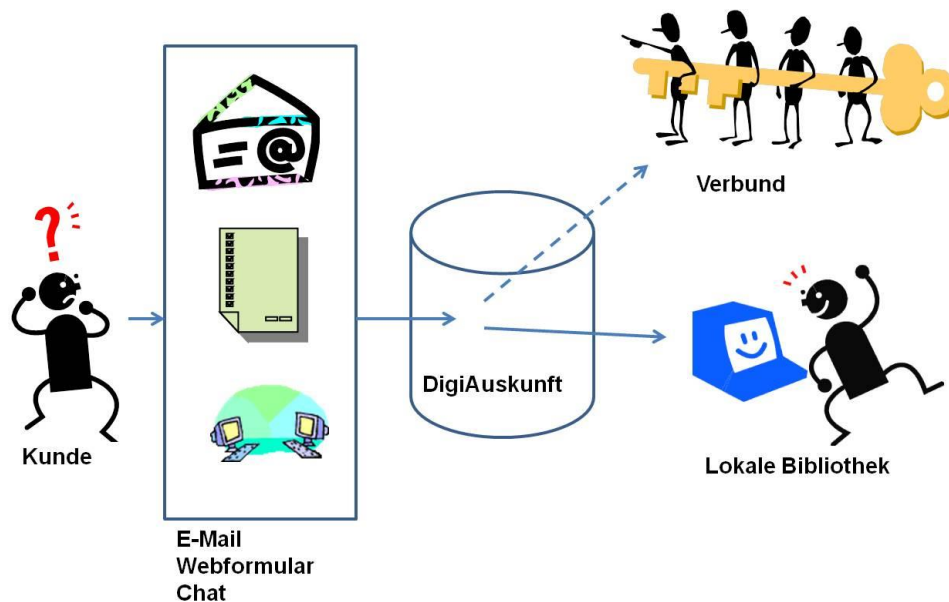 Kunde
E-Mail
Webformular
Chat
DigiAuskunft
Verbund
Lokale Bibliothek